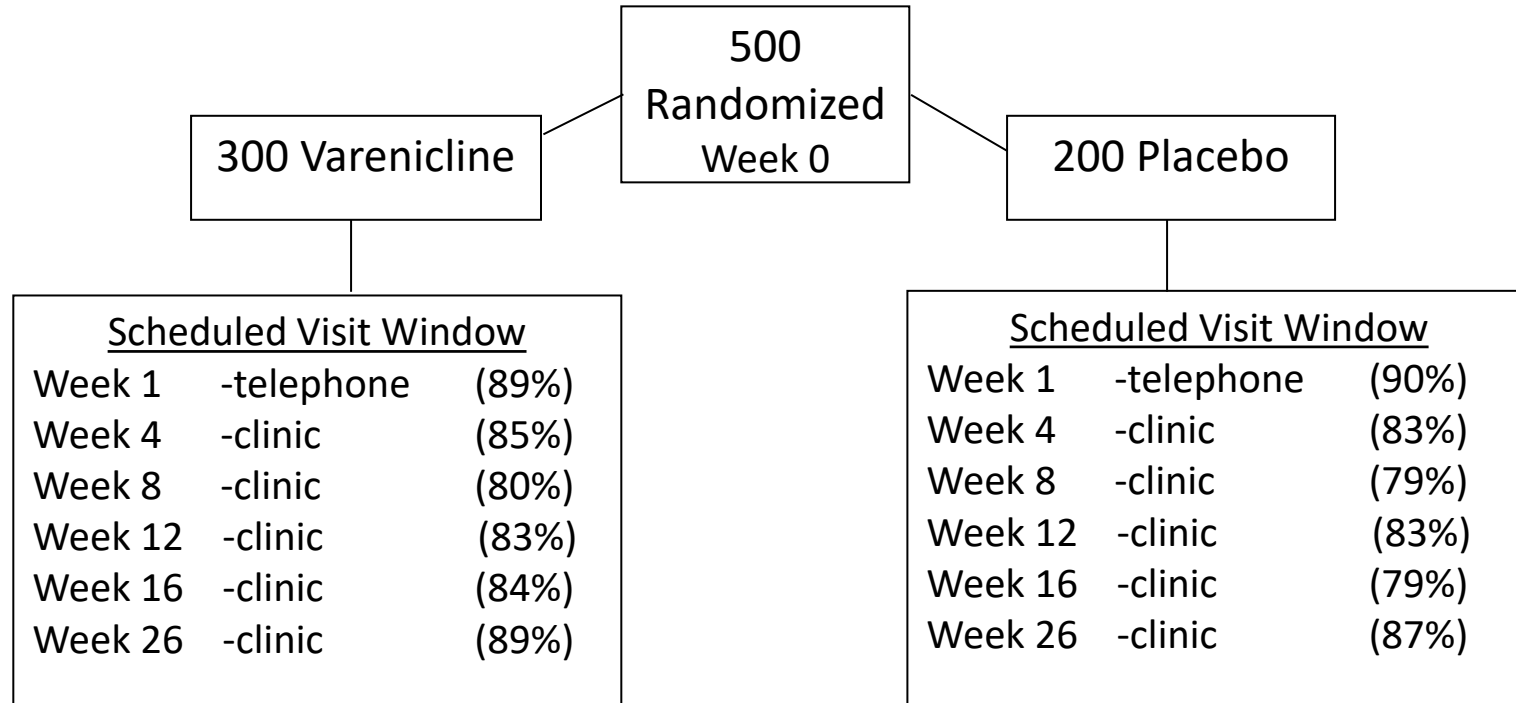 500
Randomized
Week 0
300 Varenicline
200 Placebo
Scheduled Visit Window
Week 1 -telephone (89%)
Week 4 -clinic (85%)
Week 8 -clinic (80%)
Week 12 -clinic (83%)
Week 16 -clinic (84%)
Week 26 -clinic (89%)
Scheduled Visit Window
Week 1 -telephone (90%)
Week 4 -clinic (83%)
Week 8 -clinic (79%)
Week 12 -clinic (83%)
Week 16 -clinic (79%)
Week 26 -clinic (87%)